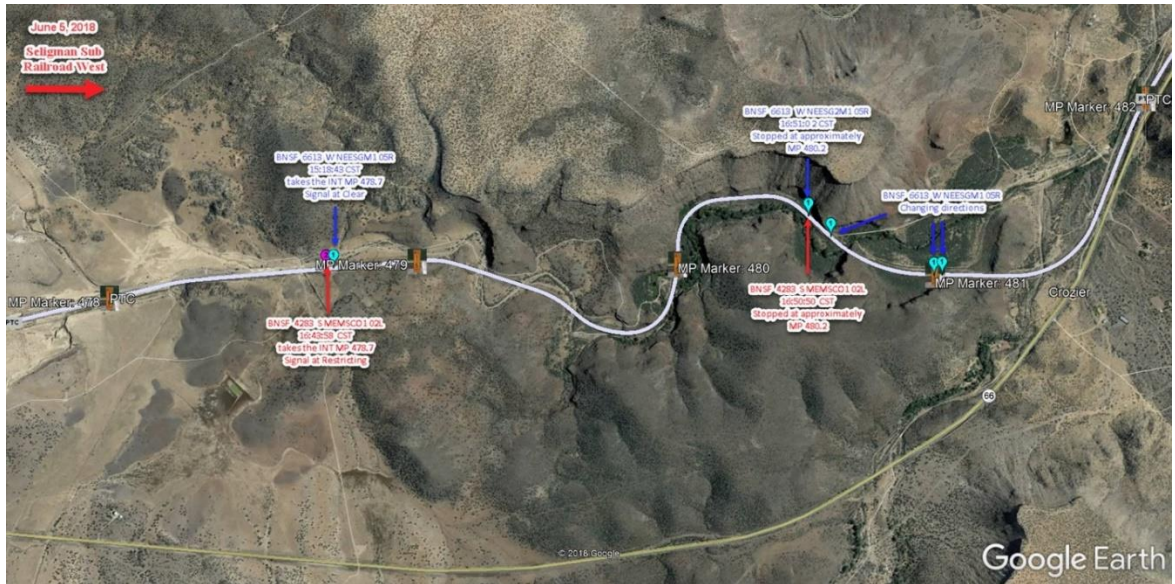 June 5, 2018
Seligman Sub
Railroad West
BNSF 6613 W NEESGM1 05R
15:18:43 CST
takes the INT MP 478.7
Signal at Clear
BNSF 6613 W NEESG2M1 05R
16:51:02 CST
Stopped at approximately
MP 480.2
BNSF 6613 W NEESGM1 05R
Changing directions
MP Marker 482
PTC
MP Marker 479
MP Marker 480
MP Marker 481
MP Marker 478
PTC
PTC
Crozier
BNSF 4283 S MEMSCO1 02L
16:43:58 CST
takes the INT MP 478.7
Signal at Restricting
BNSF 4283 S MEMSCO1 02L
16:50:50 CST
Stopped at approximately
MP 480.2
66
© 2016 Google
Google Earth